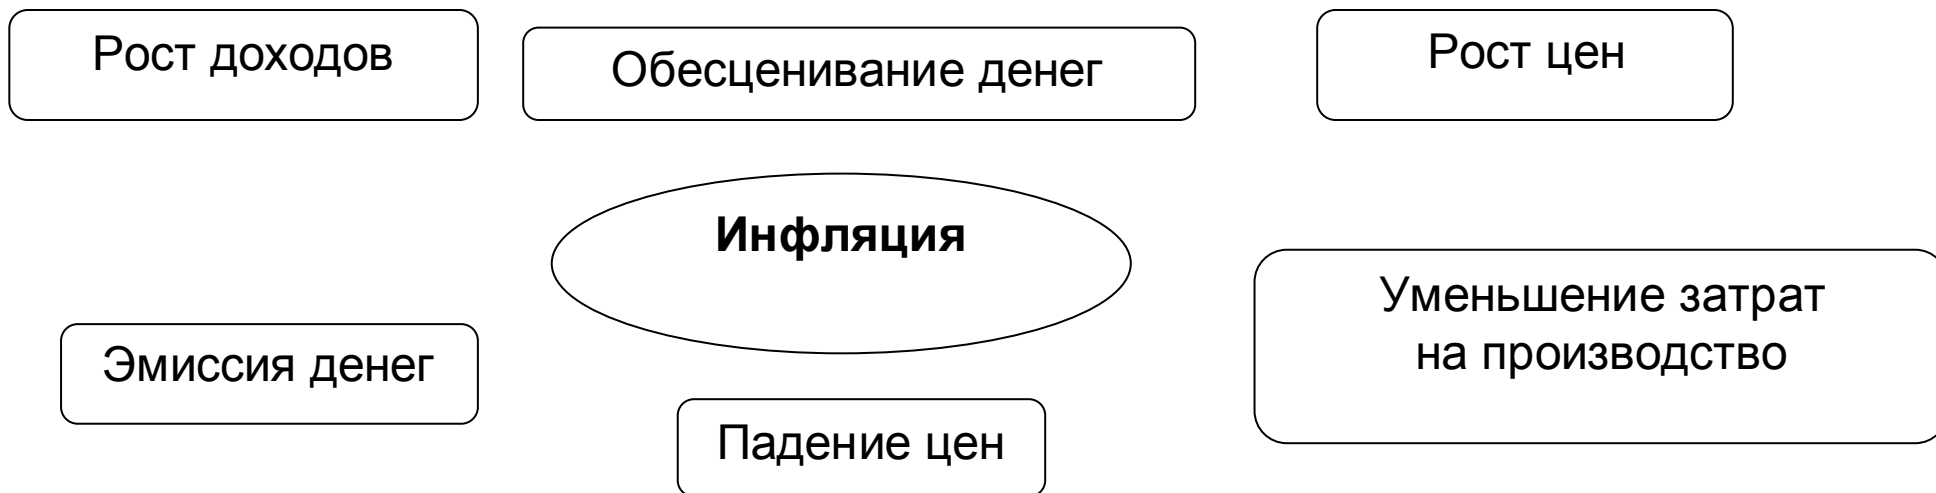 Рост доходов
Обесценивание денег
Рост цен
Инфляция
Уменьшение затрат
на производство
Эмиссия денег
Падение цен